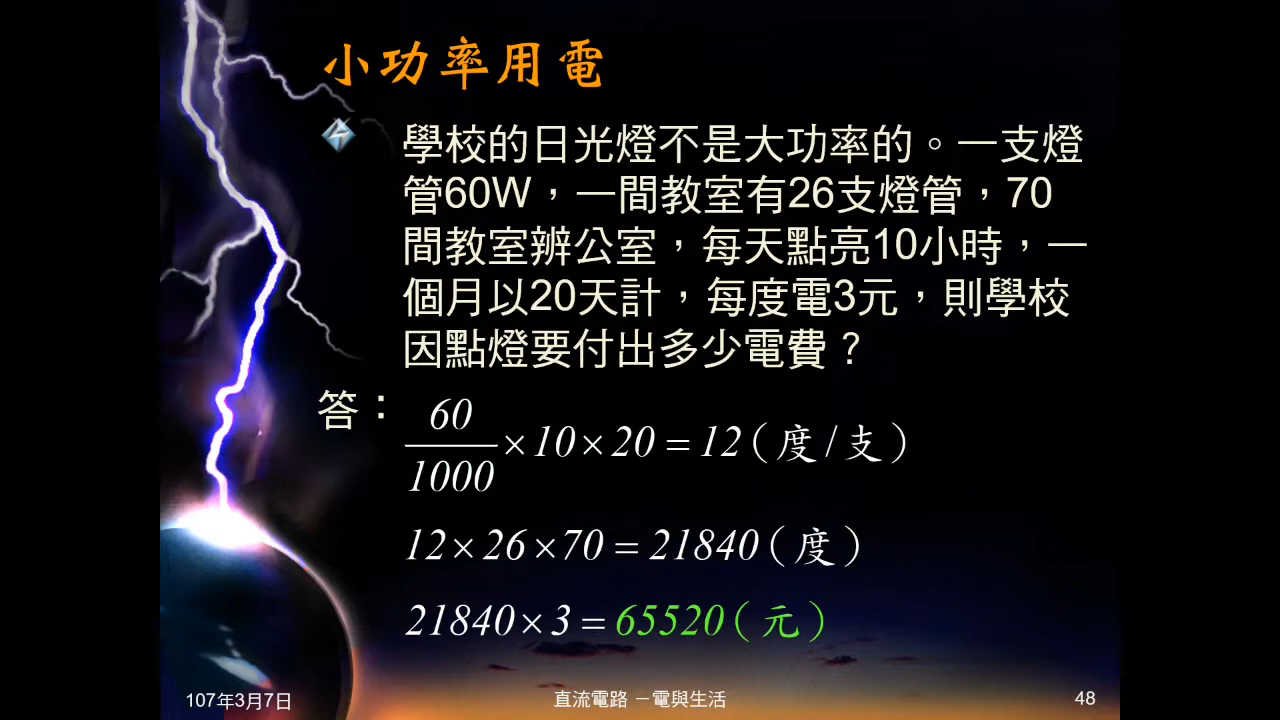 小功率用電
學校的日光燈不是大功率的。一支燈
管60W，一間教室有26支燈管，70
間教室辨公室，每天點亮10小時，一
個月以20天計，每度電3元，則學校
因點燈要付出多少電費？
答：
60/1000×10×20=12(度/支)
12×26×70=21840(度)
21840×3=65520(元)
107年3月7日
直流電路 －電與生活
48